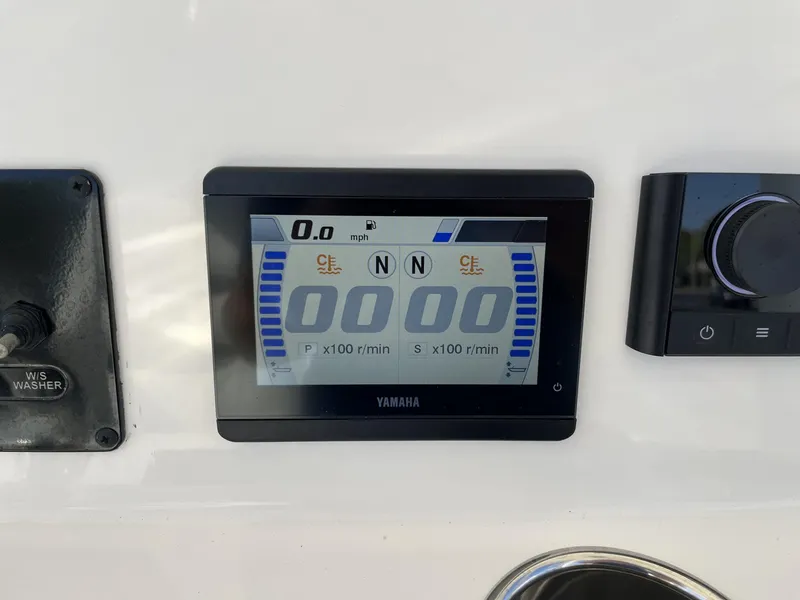 0.0 mph
N N
00 00
P x100 r/min S x100 r/min
YAMAHA
W/S
WASHER